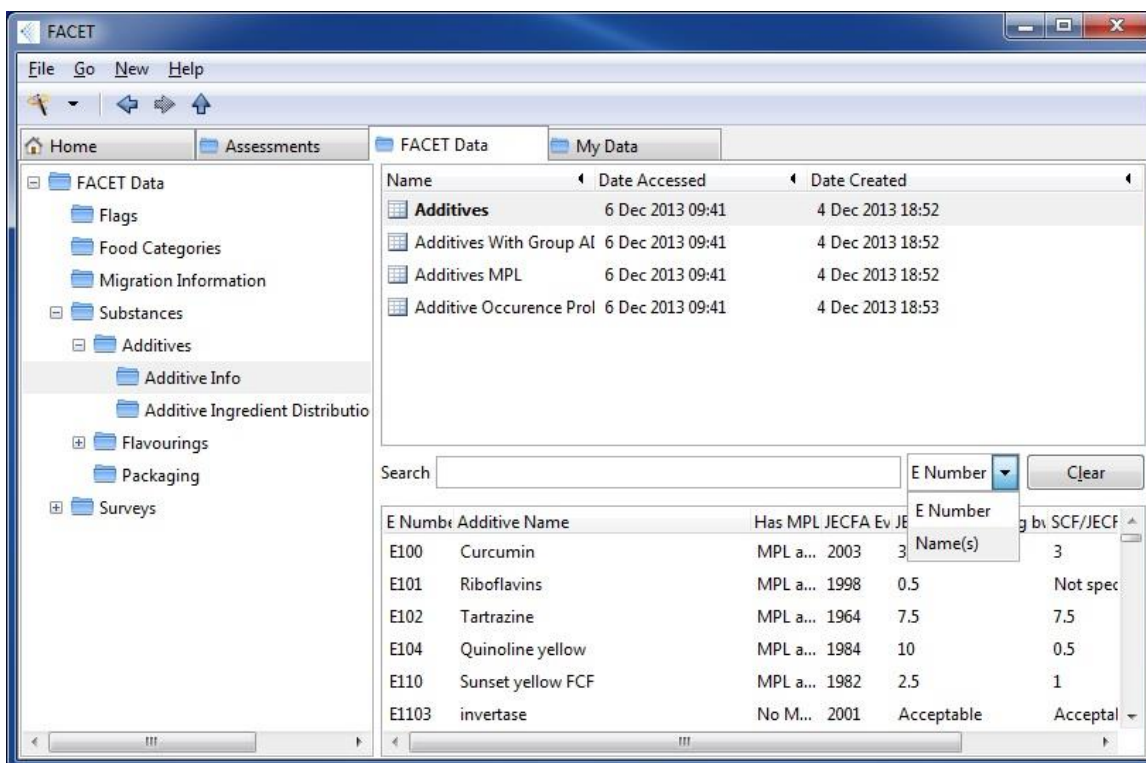 FACET
File Go New Help
Home Assessments FACET Data My Data
FACET Data
Flags
Food Categories
Migration Information
Substances
Additives
Additive Info
Additive Ingredient Distributio
Flavourings
Packaging
Surveys
Name Date Accessed Date Created
Additives 6 Dec 2013 09:41 4 Dec 2013 18:52
Additives With Group AD 6 Dec 2013 09:41 4 Dec 2013 18:52
Additives MPL 6 Dec 2013 09:41 4 Dec 2013 18:52
Additive Occurence Prol 6 Dec 2013 09:41 4 Dec 2013 18:53
Search E Number Clear
E Number
Name(s)
E Numbe Additive Name Has MPL JECFA Ev SCF/JECF
E100 Curcumin MPL a... 2003 3 3
E101 Riboflavins MPL a... 1998 0.5 Not spec
E102 Tartrazine MPL a... 1964 7.5 7.5
E104 Quinoline yellow MPL a... 1984 10 0.5
E110 Sunset yellow FCF MPL a... 1982 2.5 1
E1103 invertase No M... 2001 Acceptable Acceptal